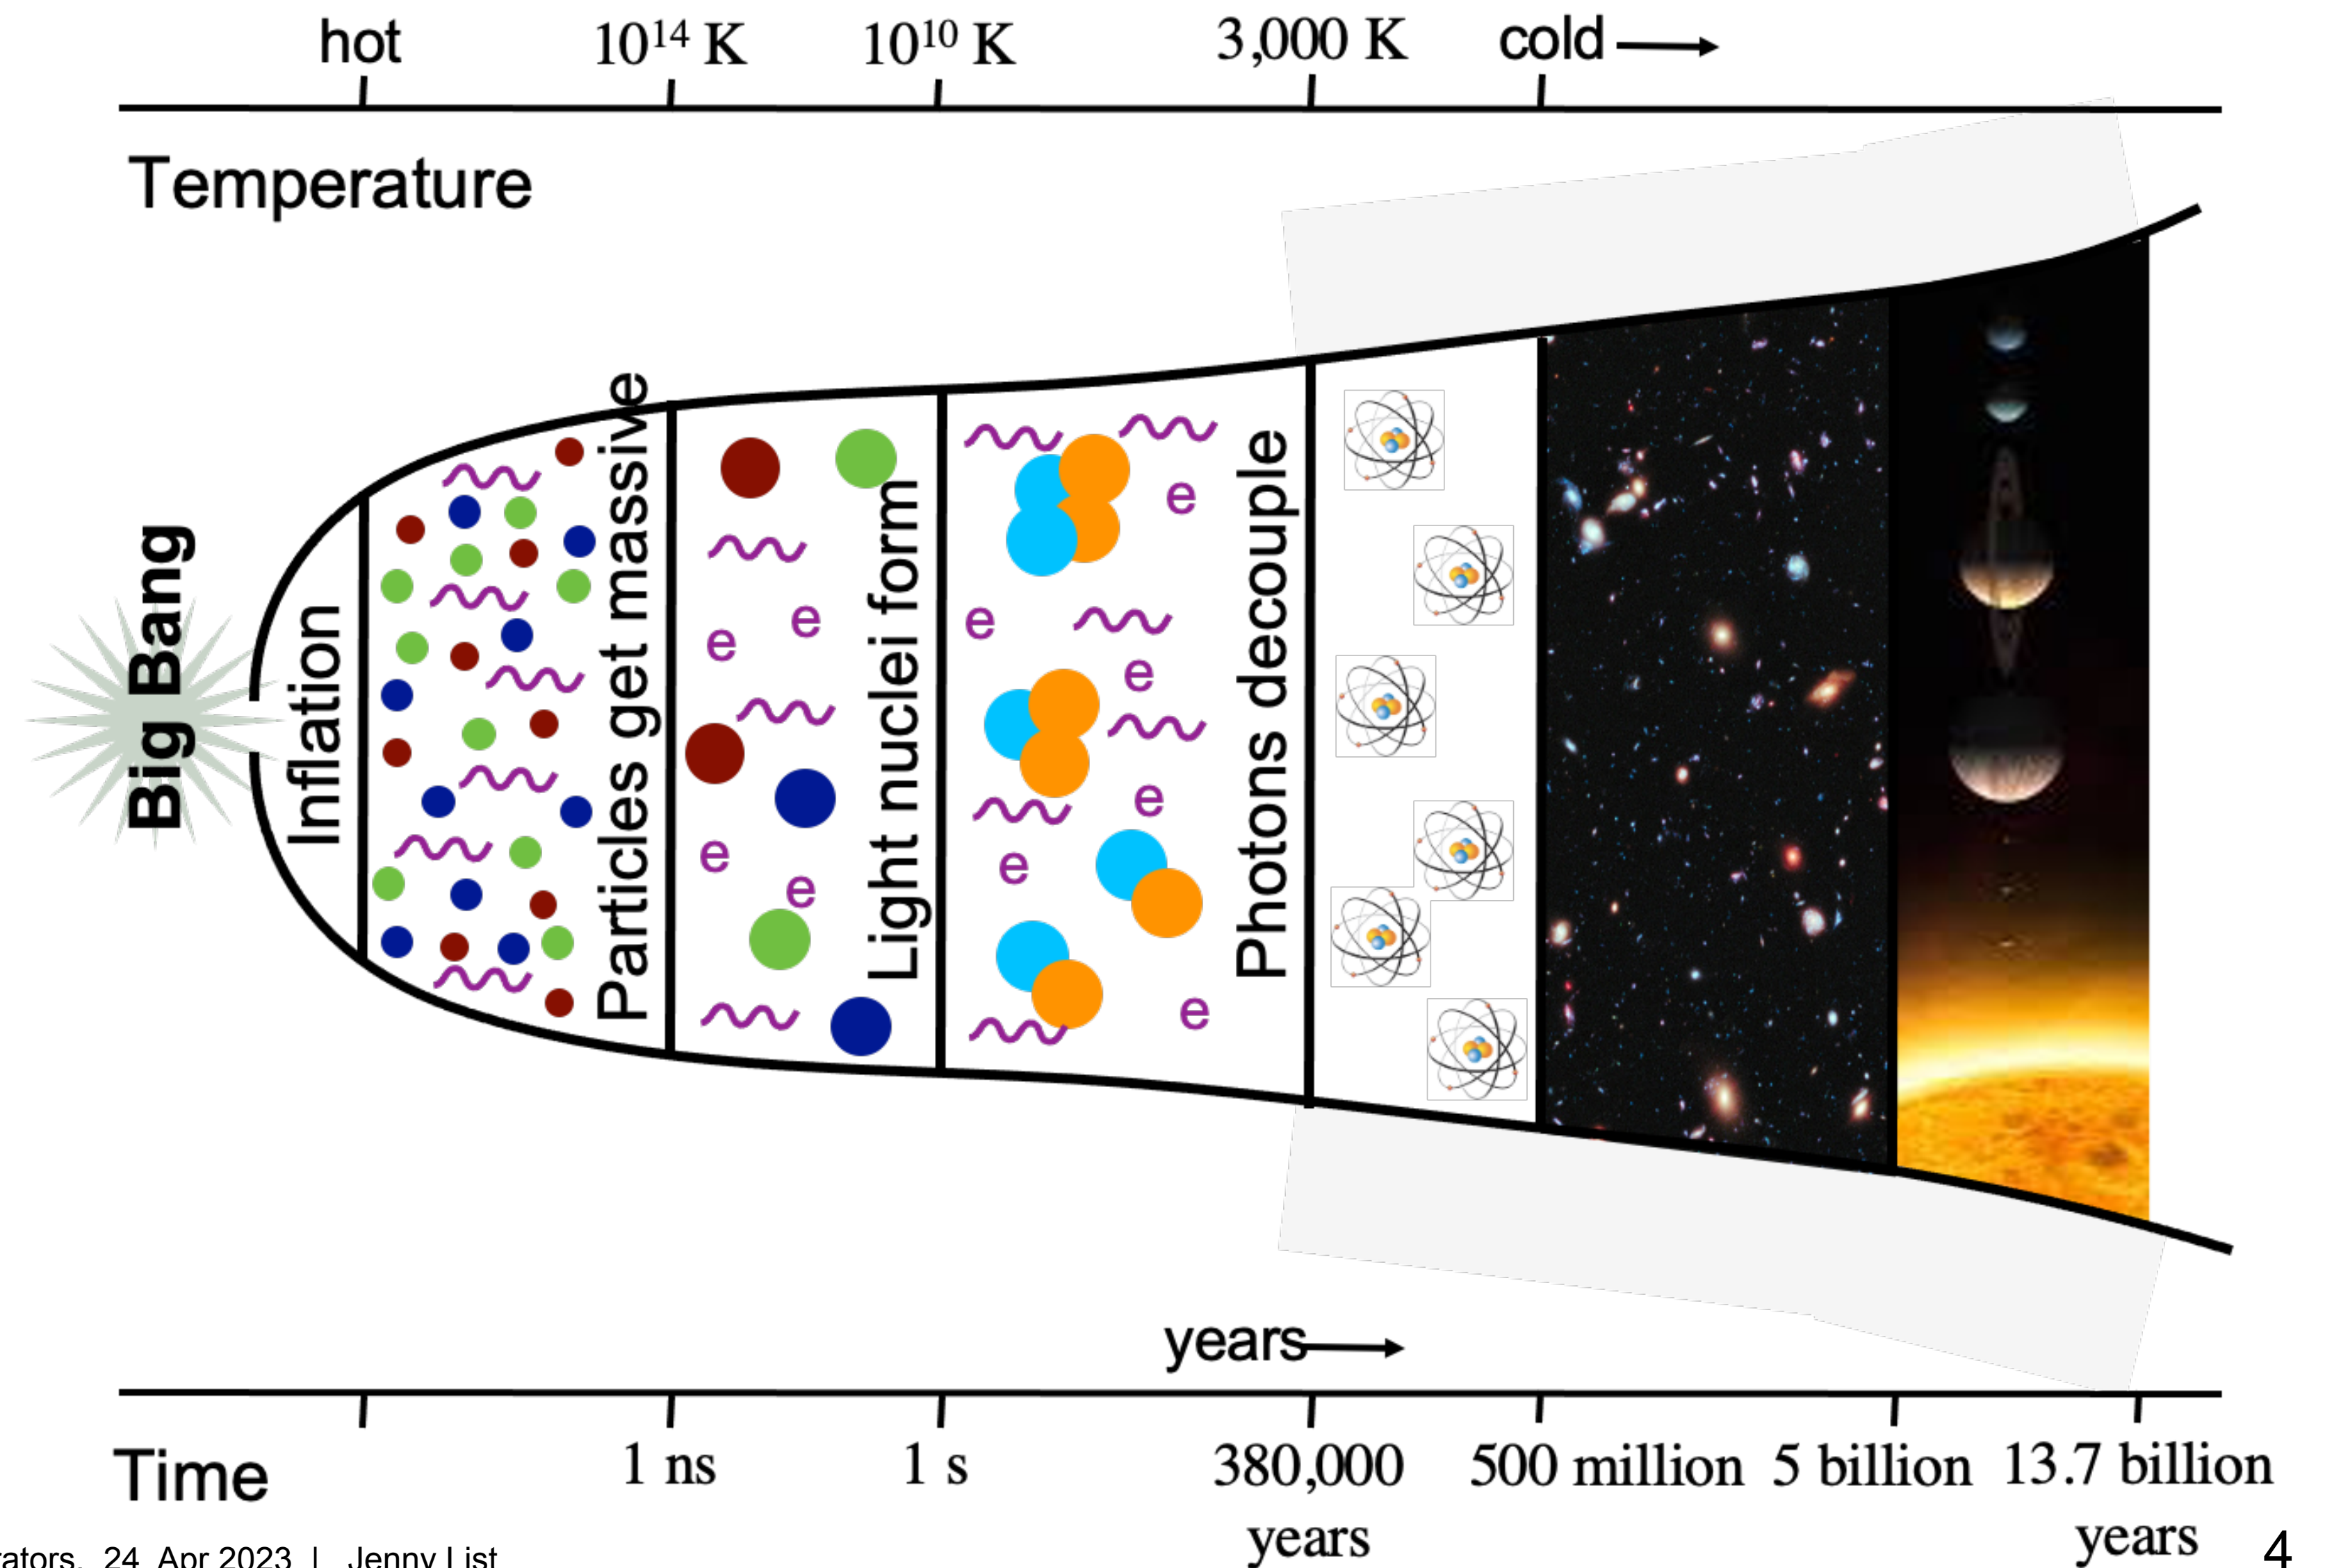 hot 10¹⁴ K 10¹⁰ K 3,000 K cold
Temperature
Big Bang
Inflation
Particles get massive
Light nuclei form
Photons decouple
e
e
e
e
e
e
e
e
e
e
e
years
Time 1 ns 1 s 380,000 500 million 5 billion 13.7 billion
years years
rators, 24 Apr 2023 | Jenny List 4